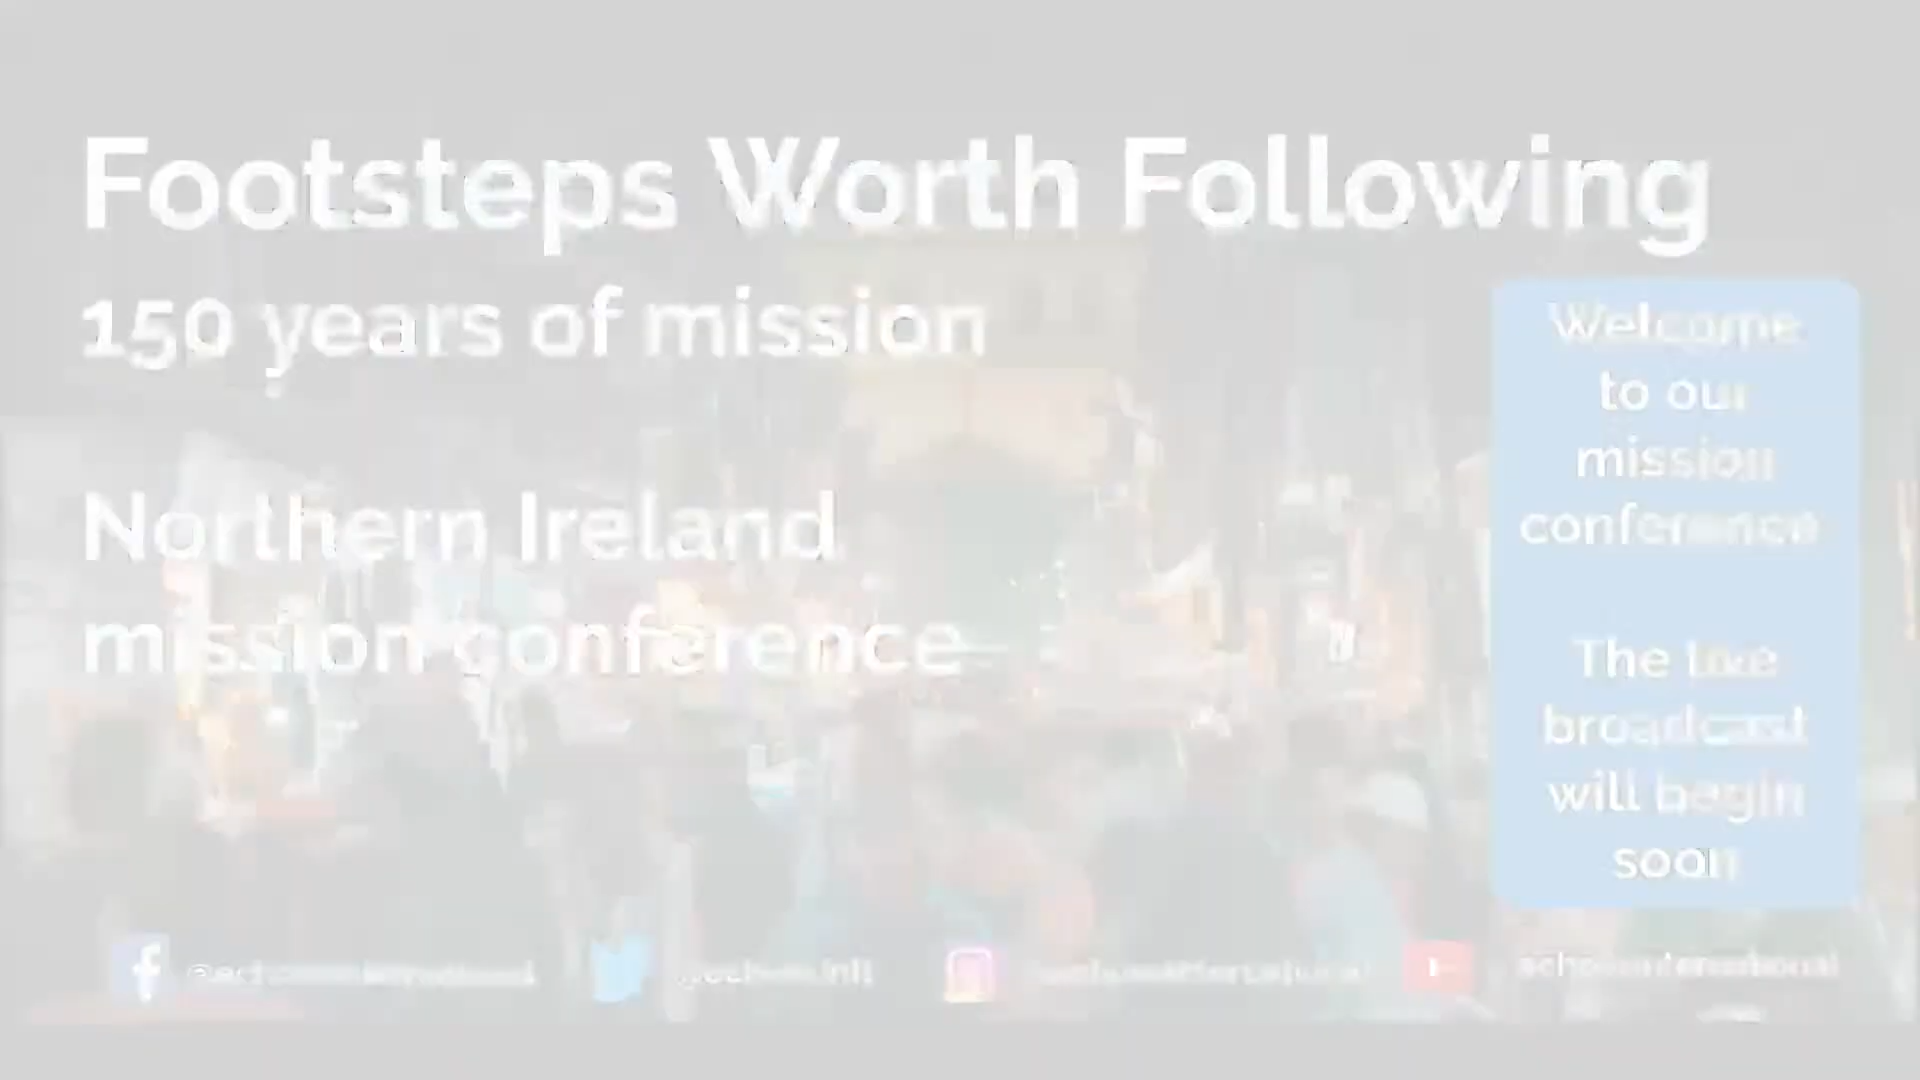 Footsteps Worth Following
150 years of mission
Northern Ireland
mission conference
Welcome
to our
mission
conference
The live
broadcast
will begin
soon